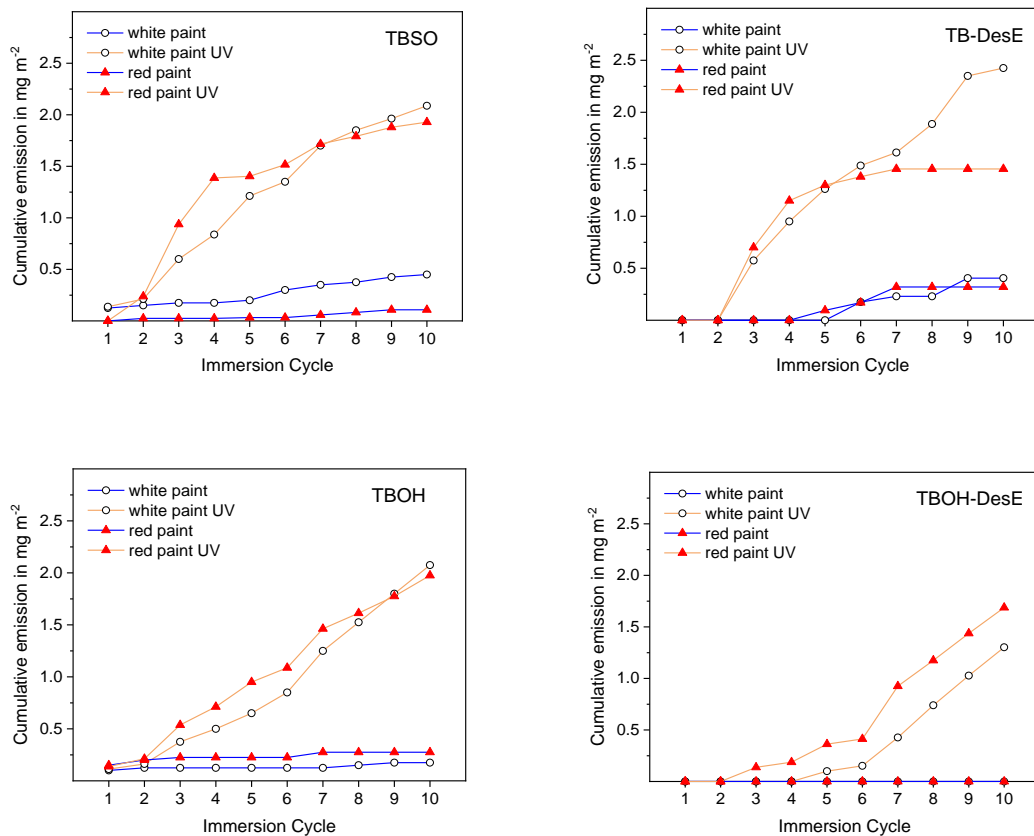 TBSO
white paint
white paint UV
red paint
red paint UV
2.5
2.0
1.5
1.0
0.5
Cumulative emission in mg m⁻²
1 2 3 4 5 6 7 8 9 10
Immersion Cycle
TB-DesE
white paint
white paint UV
red paint
red paint UV
2.5
2.0
1.5
1.0
0.5
Cumulative emission in mg m⁻²
1 2 3 4 5 6 7 8 9 10
Immersion Cycle
TBOH
white paint
white paint UV
red paint
red paint UV
2.5
2.0
1.5
1.0
0.5
Cumulative emission in mg m⁻²
1 2 3 4 5 6 7 8 9 10
Immersion Cycle
TBOH-DesE
white paint
white paint UV
red paint
red paint UV
2.5
2.0
1.5
1.0
0.5
Cumulative emission in mg m⁻²
1 2 3 4 5 6 7 8 9 10
Immersion Cycle